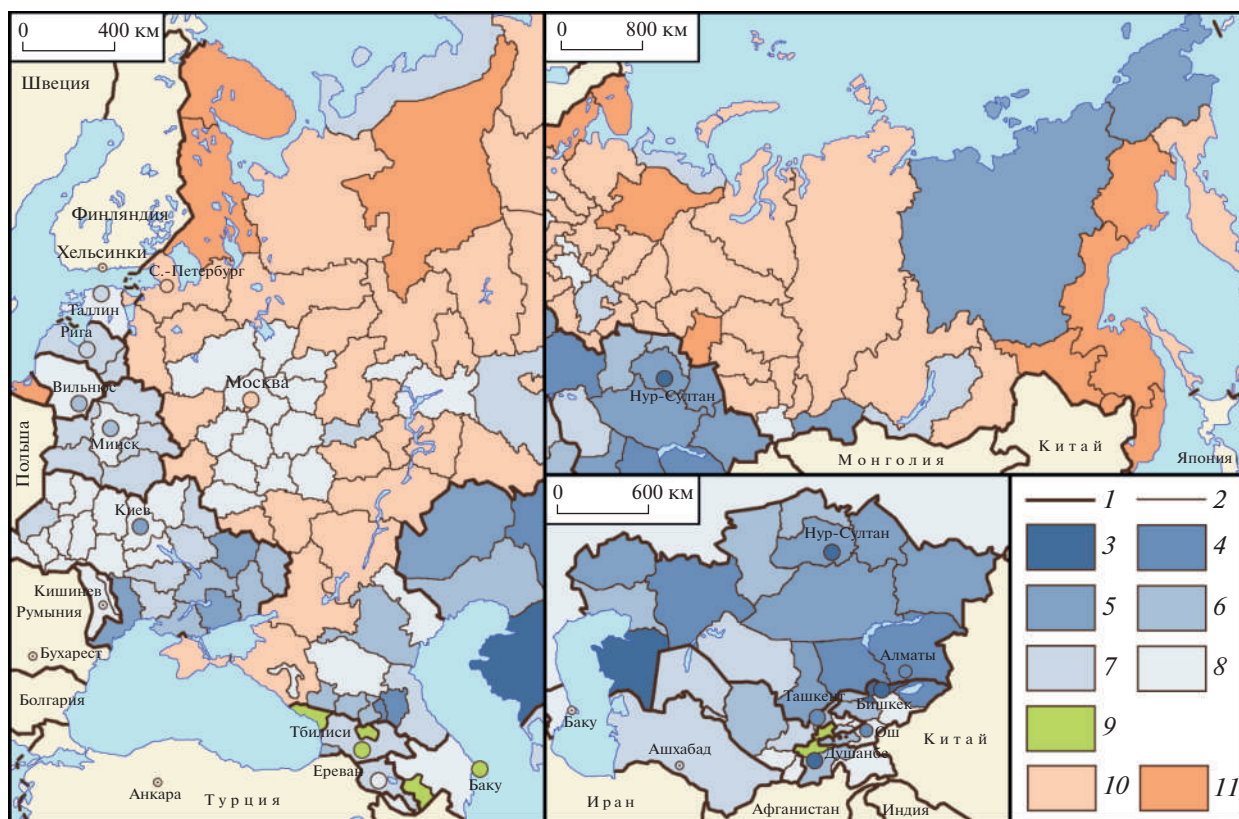 0 400 км
Швеция
Финляндия
Хельсинки
С.-Петербург
Таллин
Рига
Вильнюс
Москва
Минск
Польша
Киев
Кишинев
Румыния
Бухарест
Болгария
Тбилиси
Ереван
Баку
Анкара
Турция
0 800 км
Нур-Султан
Монголия
Китай
Япония
0 600 км
Нур-Султан
Алматы
Ташкент
Бишкек
Баку
Ош
Ашхабад
Душанбе
Китай
Иран
Афганистан
Индия
1 2
3 4
5 6
7 8
9
10 11